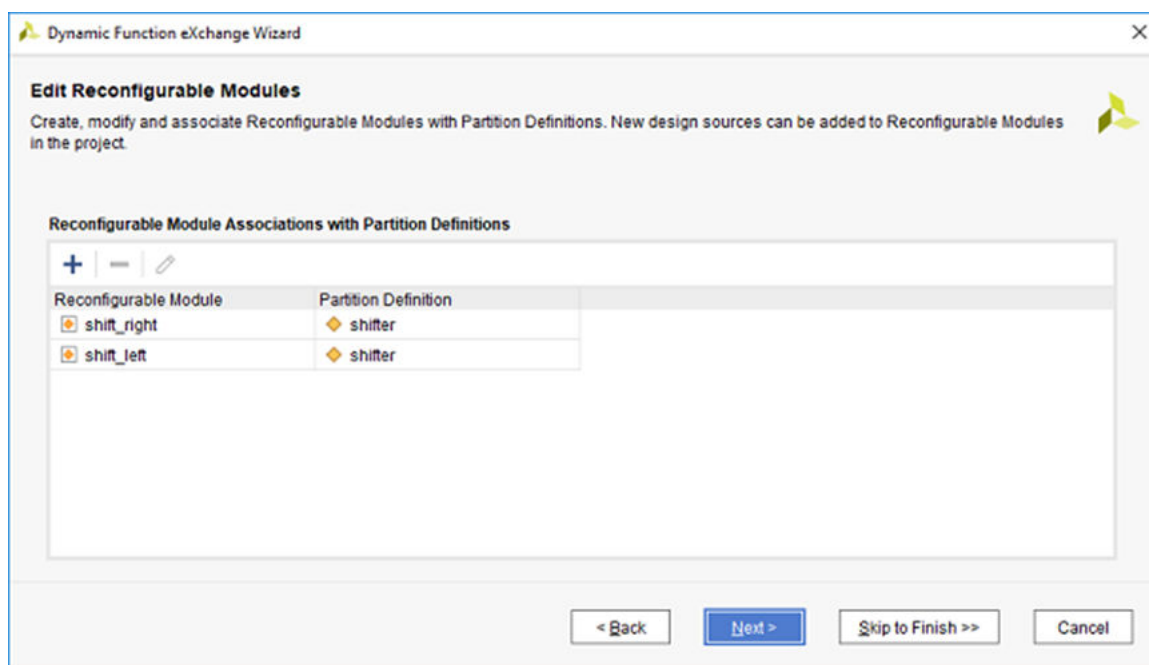 Dynamic Function eXchange Wizard
Edit Reconfigurable Modules
Create, modify and associate Reconfigurable Modules with Partition Definitions. New design sources can be added to Reconfigurable Modules
in the project.
Reconfigurable Module Associations with Partition Definitions
Reconfigurable Module Partition Definition
shift_right shifter
shift_left shifter
< Back Next > Skip to Finish >> Cancel